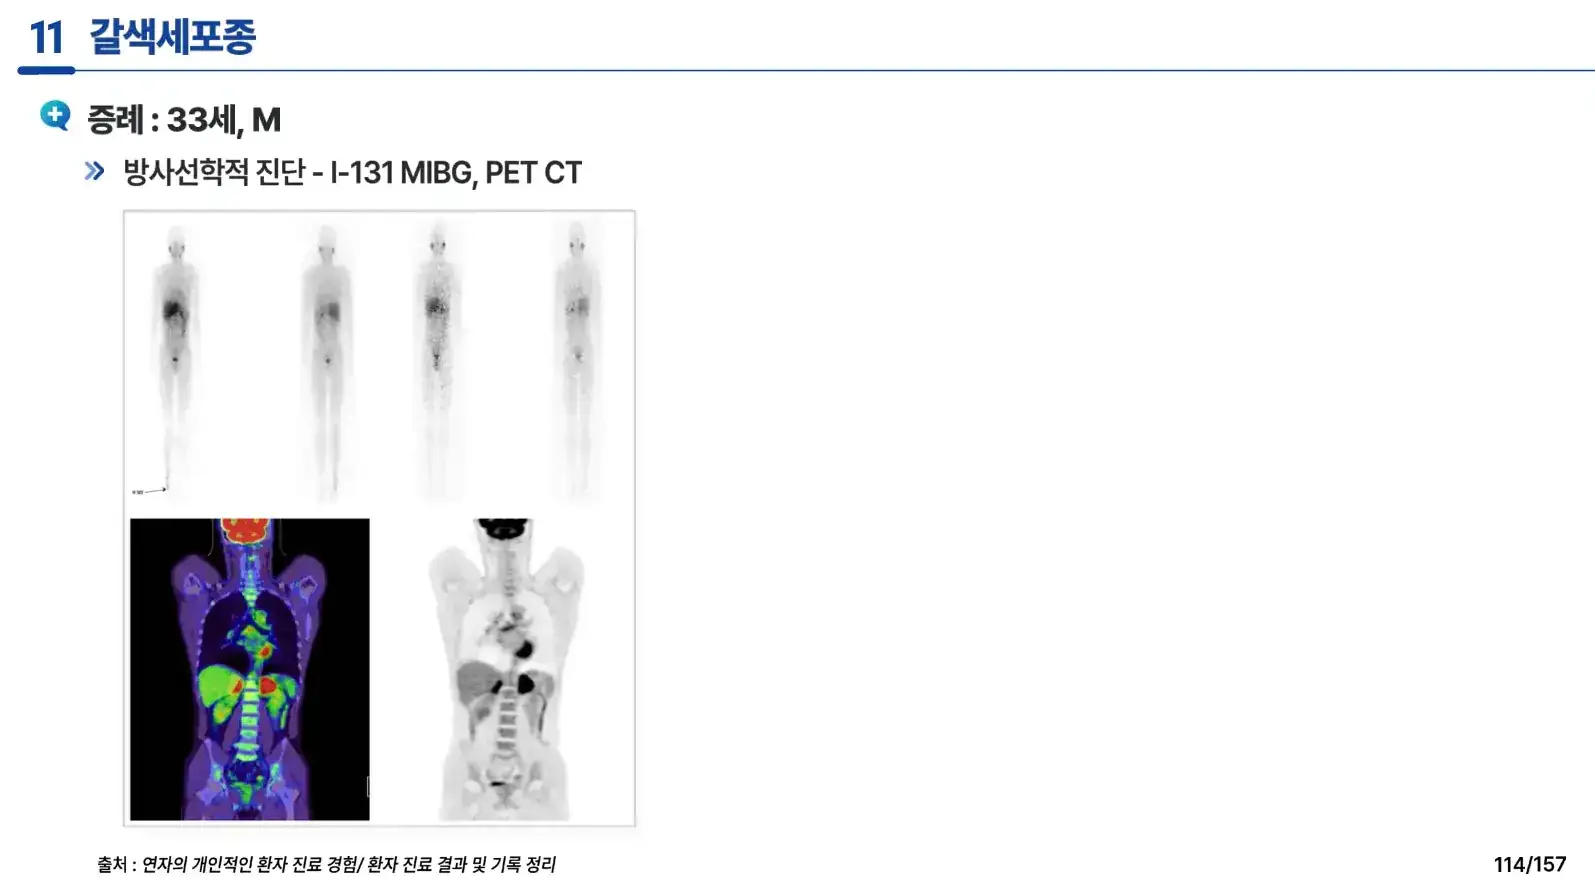 11 갈색세포종
증례 : 33세, M
방사선학적 진단 - I-131 MIBG, PET CT
출처 : 연자의 개인적인 환자 진료 경험/ 환자 진료 결과 및 기록 정리
114/157